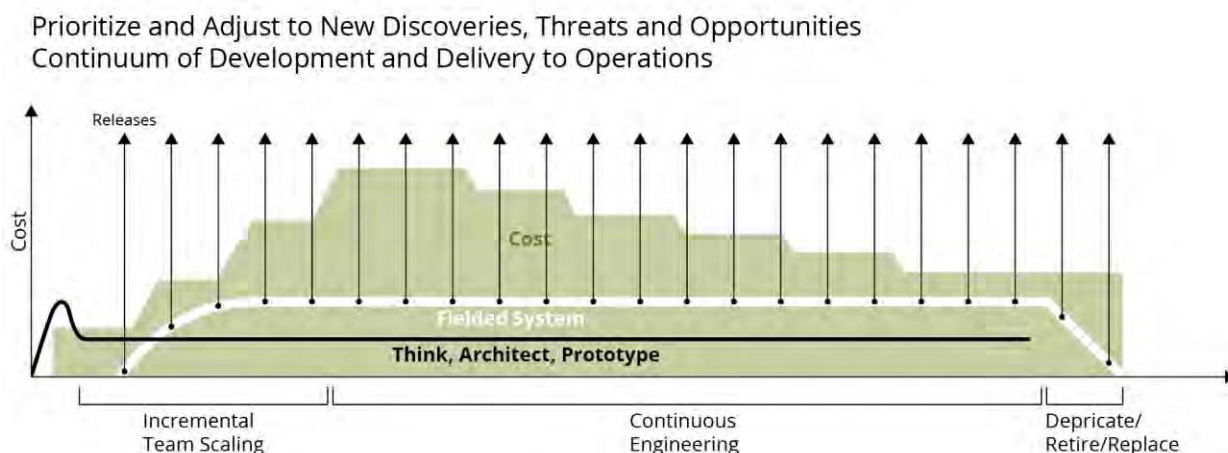 Prioritize and Adjust to New Discoveries, Threats and Opportunities
Continuum of Development and Delivery to Operations
Releases
Cost
Cost
Fielded System
Think, Architect, Prototype
Incremental
Team Scaling
Continuous
Engineering
Depricate/
Retire/Replace